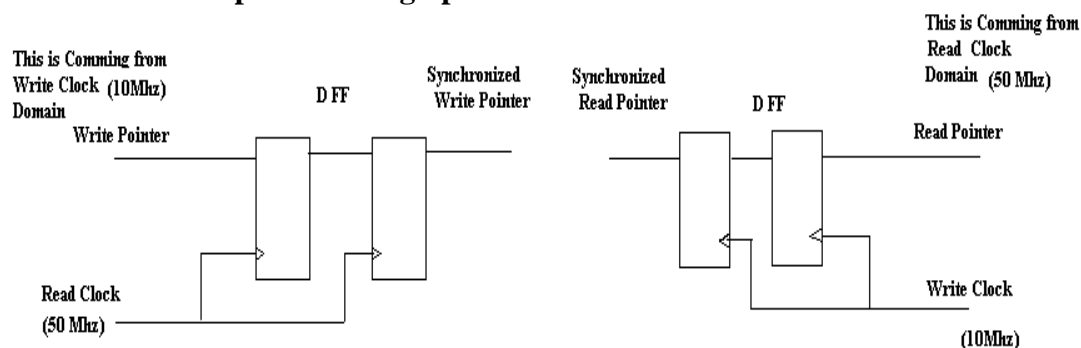 This is Comming from
Write Clock (10Mhz)
Domain
Write Pointer
D FF
Synchronized
Write Pointer
Read Clock
(50 Mhz)
Synchronized
Read Pointer
D FF
This is Comming from
Read Clock
Domain (50 Mhz)
Read Pointer
Write Clock
(10Mhz)